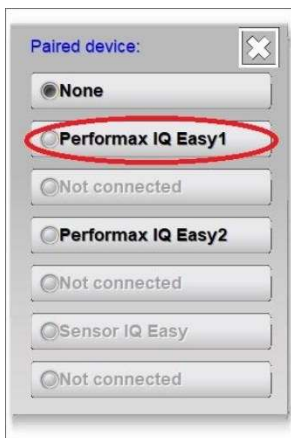 Paired device:
None
Performax IQ Easy1
Not connected
Performax IQ Easy2
Not connected
Sensor IQ Easy
Not connected